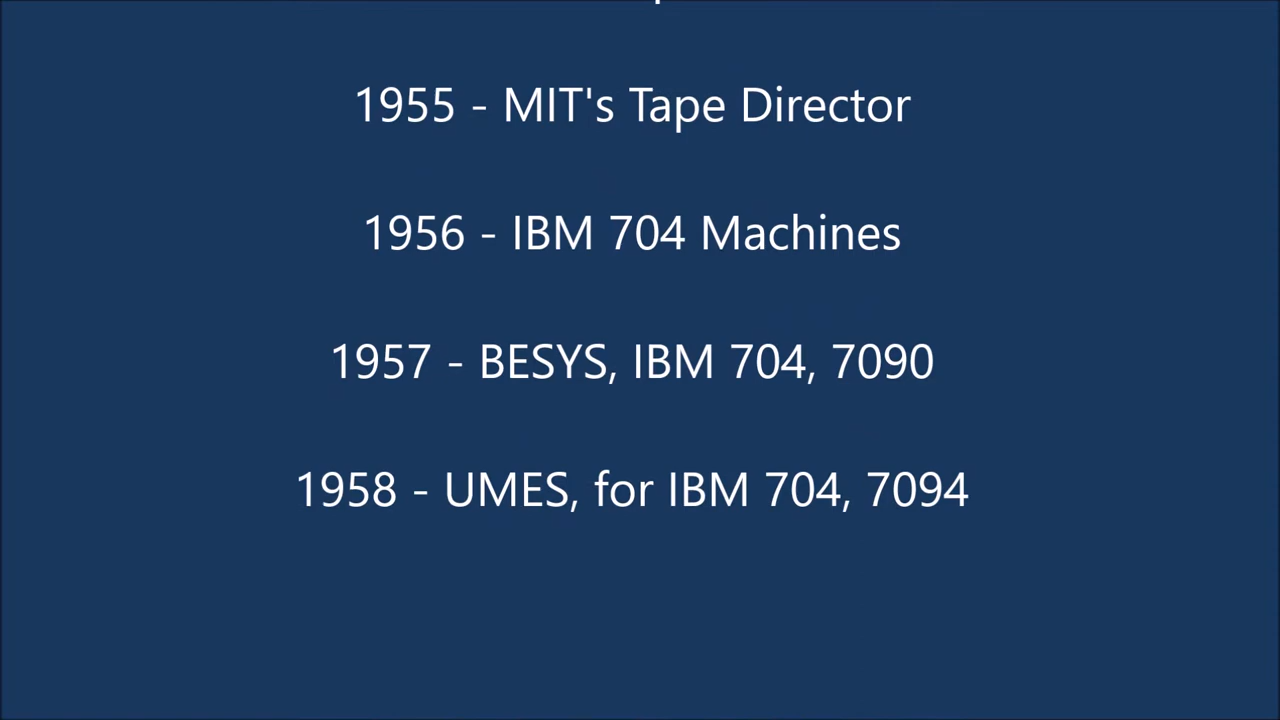 1955 - MIT's Tape Director
1956 - IBM 704 Machines
1957 - BESYS, IBM 704, 7090
1958 - UMES, for IBM 704, 7094